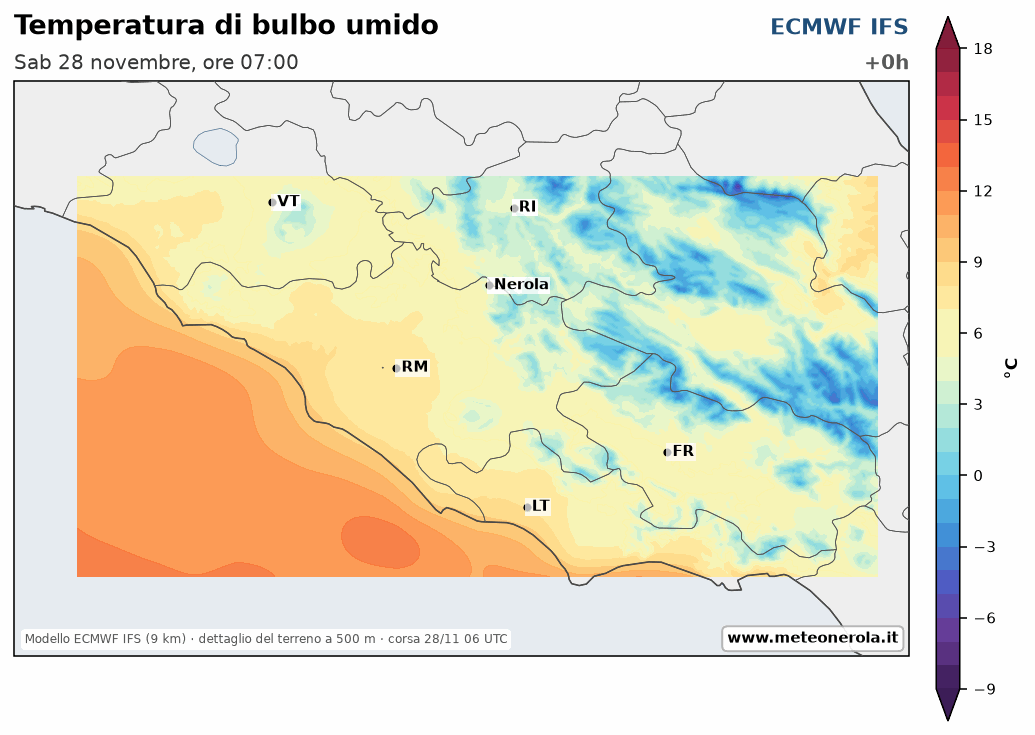 Temperatura di bulbo umido
ECMWF IFS
Sab 28 novembre, ore 07:00
+0h
VT
RI
Nerola
RM
FR
LT
18
15
12
9
6
3
0
−3
−6
−9
°C
Modello ECMWF IFS (9 km) · dettaglio del terreno a 500 m · corsa 28/11 06 UTC
www.meteonerola.it